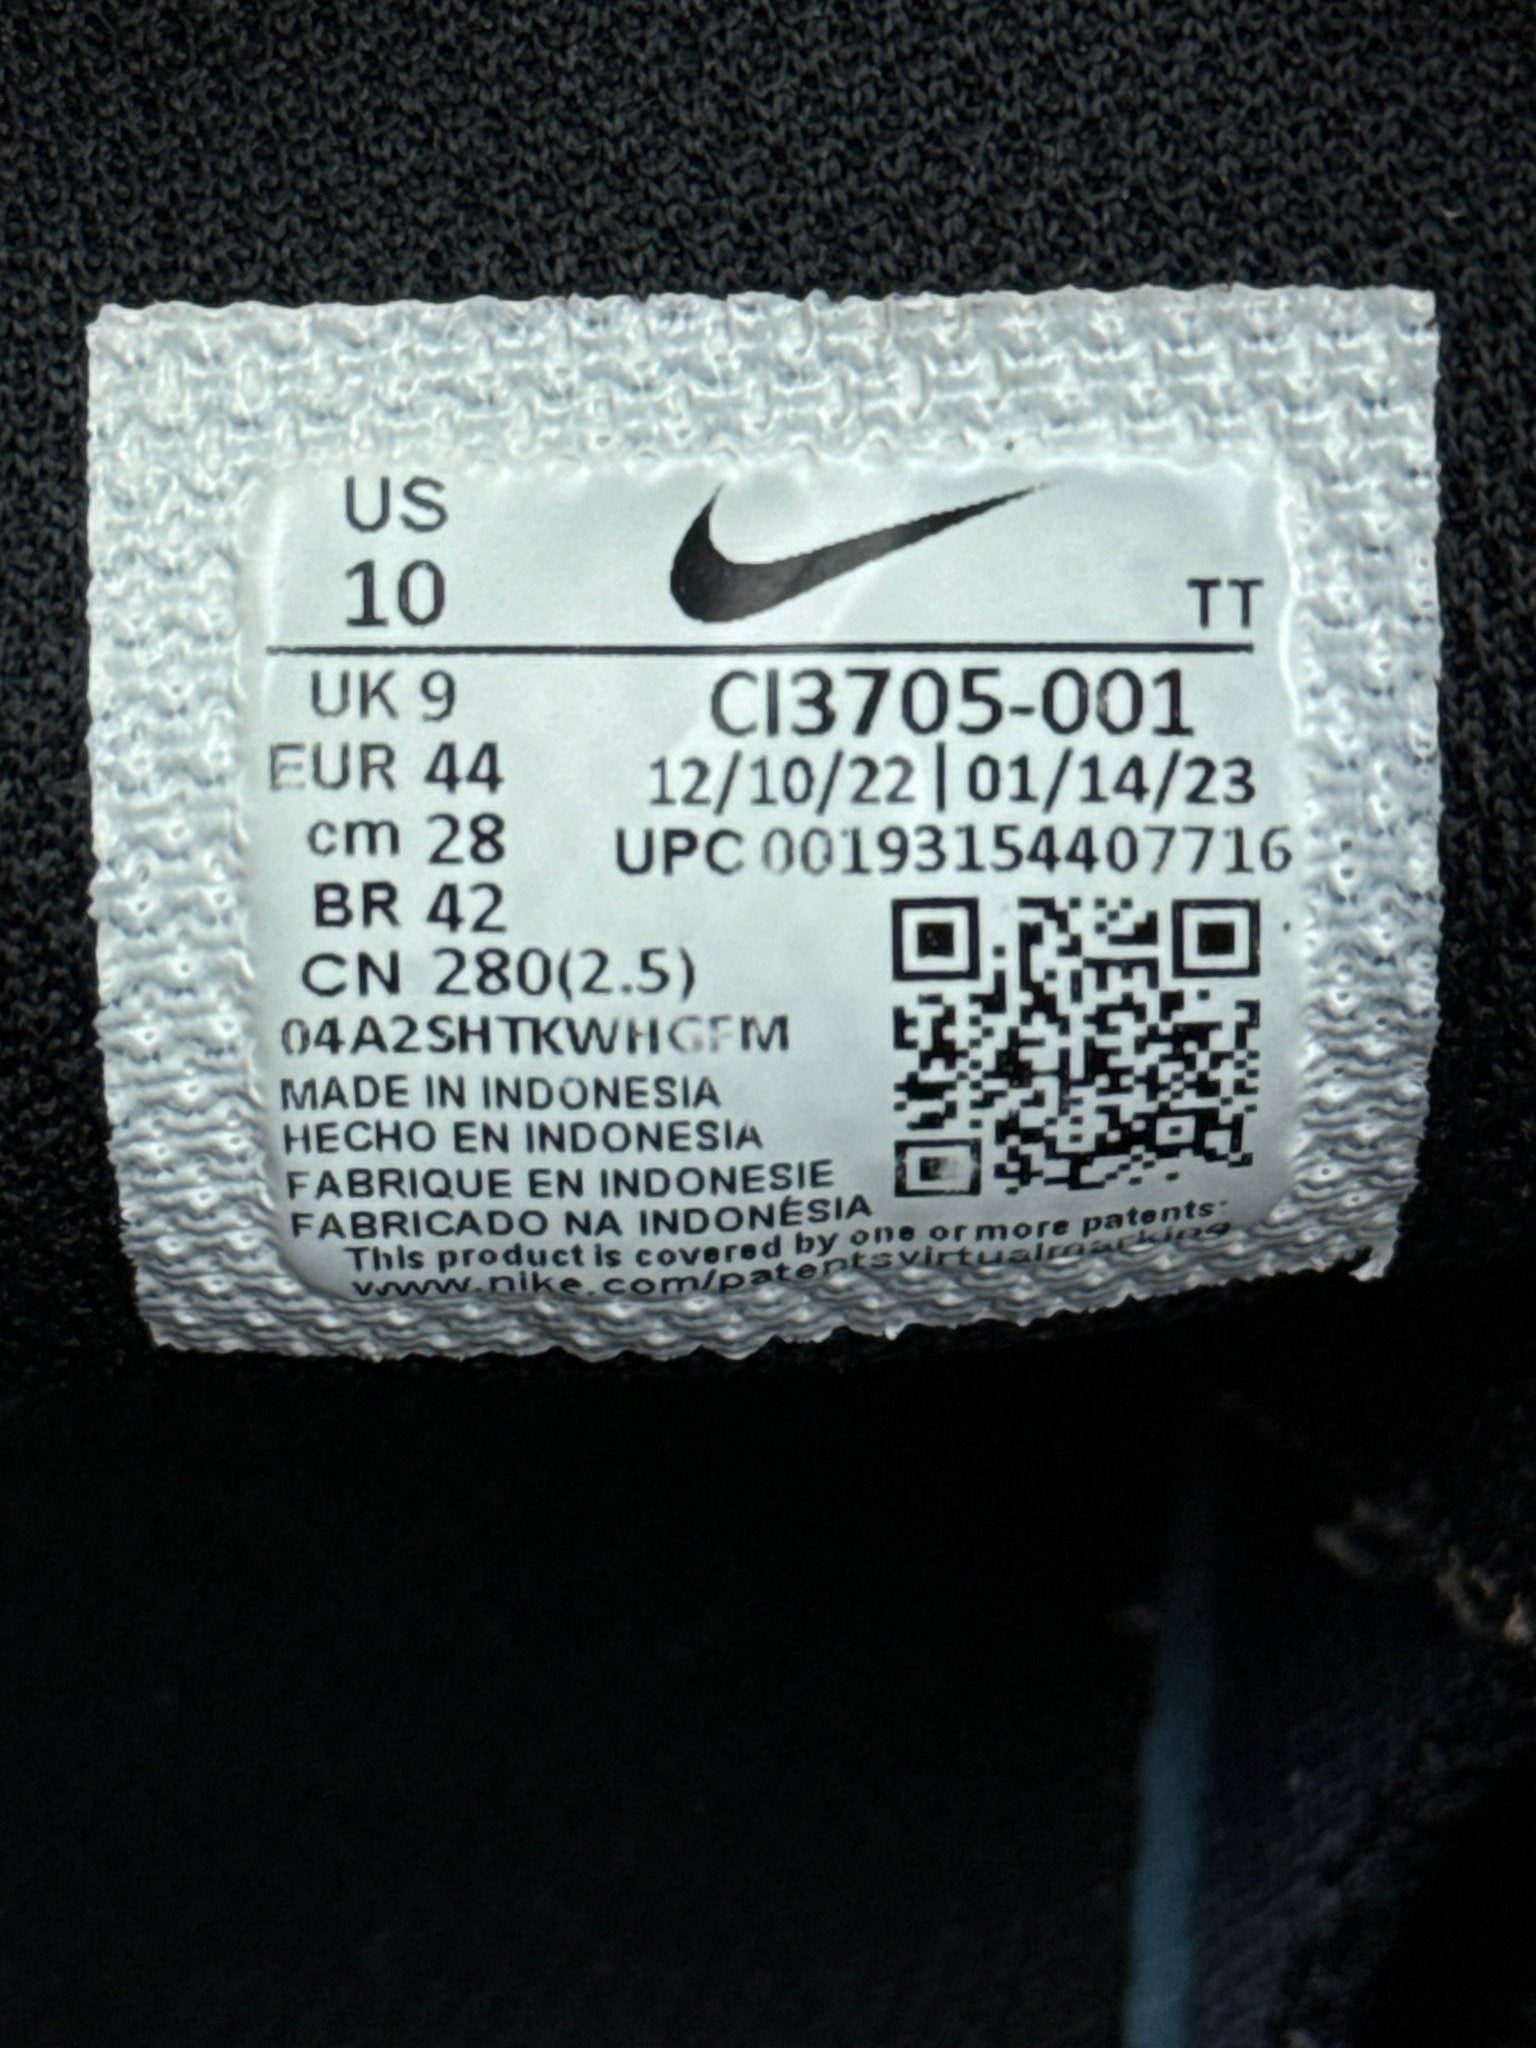 US
10
TT
UK 9
EUR 44
cm 28
BR 42
CN 280(2.5)
CI3705-001
12/10/22 | 01/14/23
UPC 00193154407716
04A2SHTKWHGFM
MADE IN INDONESIA
HECHO EN INDONESIA
FABRIQUE EN INDONESIE
FABRICADO NA INDONÉSIA
This product is covered by one or more patents:
www.nike.com/patentsvirtualmarking